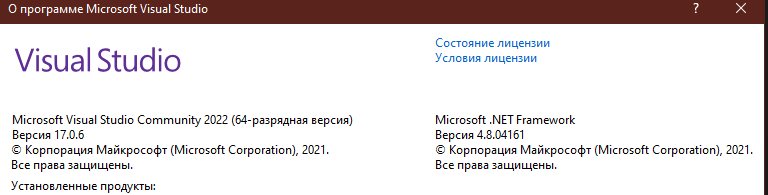 О программе Microsoft Visual Studio
?
Visual Studio
Состояние лицензии
Условия лицензии
Microsoft Visual Studio Community 2022 (64-разрядная версия)
Версия 17.0.6
© Корпорация Майкрософт (Microsoft Corporation), 2021.
Все права защищены.
Microsoft .NET Framework
Версия 4.8.04161
© Корпорация Майкрософт (Microsoft Corporation), 2021.
Все права защищены.
Установленные продукты: